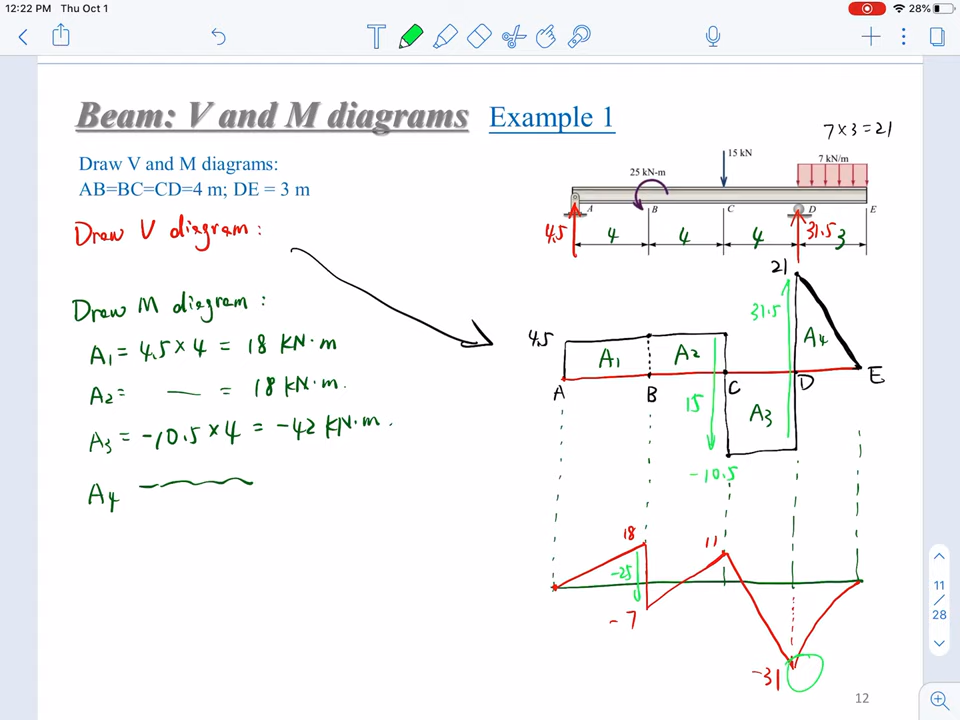 12:22 PM Thu Oct 1
28%
Beam: V and M diagrams Example 1
7 × 3 = 21
Draw V and M diagrams:
AB=BC=CD=4 m; DE = 3 m
15 kN
7 kN/m
25 kN-m
A
B
C
D
E
Draw V diagram:
4.5
4
4
4
31.5
3
Draw M diagram:
21
31.5
A1 = 4.5 × 4 = 18 KN·m
4.5
A1
A2
A4
A2 = — = 18 KN·m.
A
B
C
D
E
15
A3
A3 = -10.5 × 4 = -42 KN·m.
-10.5
A4
18
-25
11
-7
-31
11
/
28
12